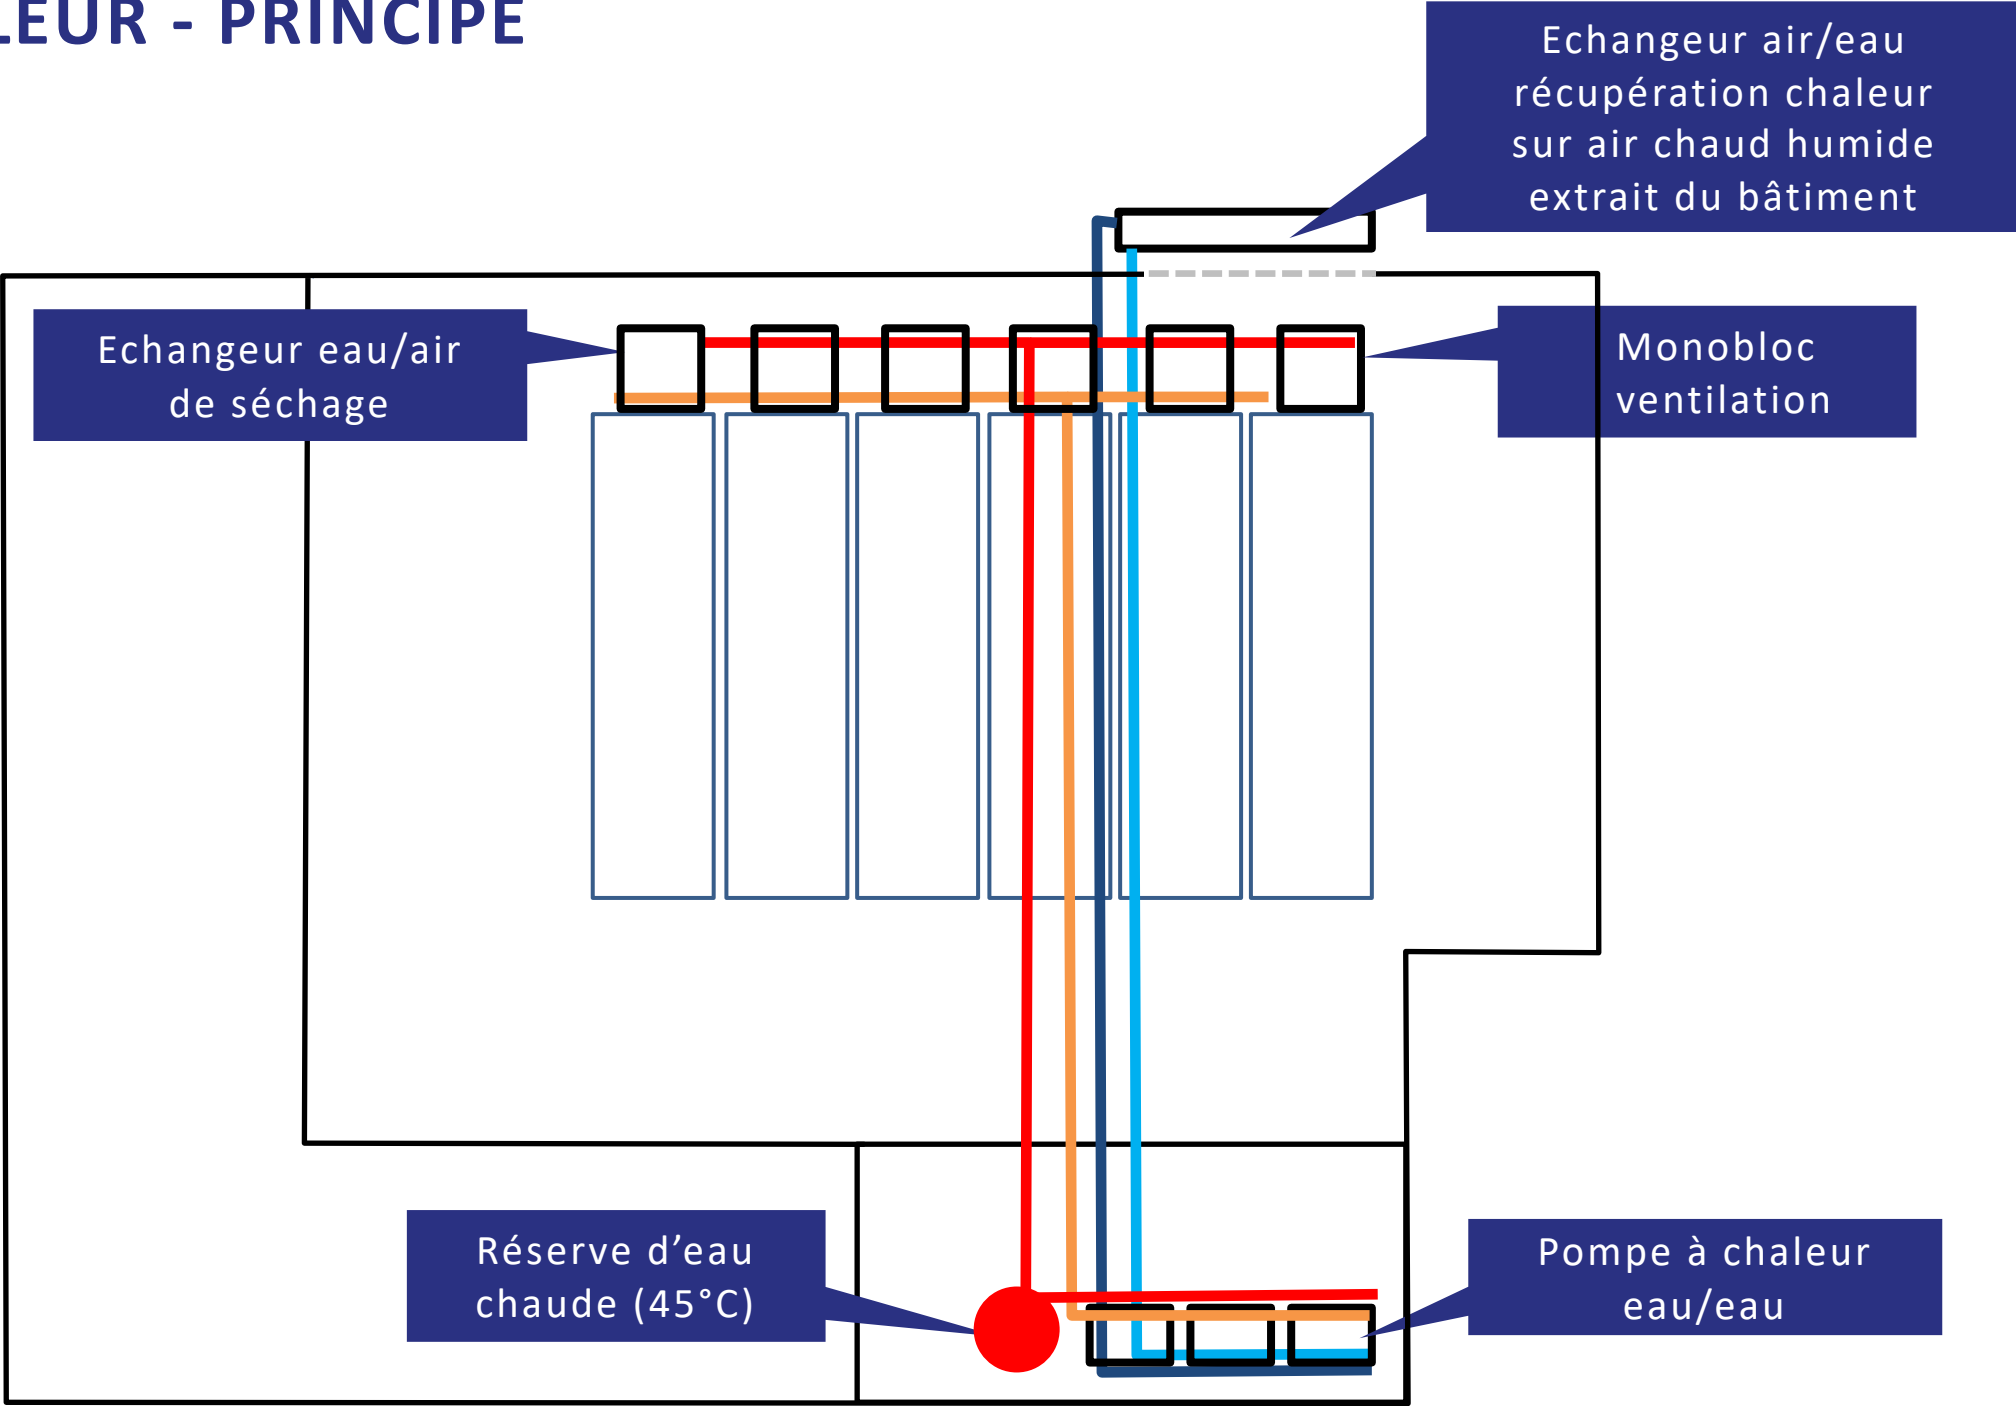 LEUR - PRINCIPE
Echangeur air/eau
récupération chaleur
sur air chaud humide
extrait du bâtiment
Echangeur eau/air
de séchage
Monobloc
ventilation
Réserve d’eau
chaude (45°C)
Pompe à chaleur
eau/eau